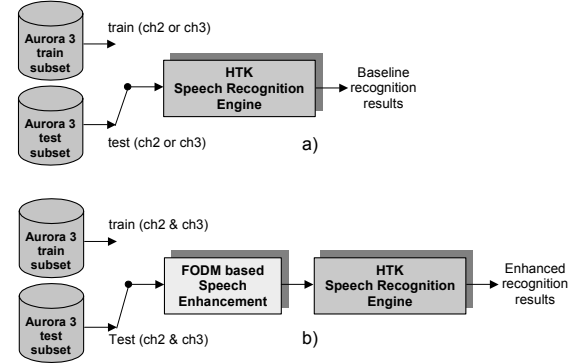 Aurora 3
train
subset
train (ch2 or ch3)
Aurora 3
test
subset
test (ch2 or ch3)
HTK
Speech Recognition
Engine
Baseline
recognition
results
a)
Aurora 3
train
subset
train (ch2 & ch3)
Aurora 3
test
subset
Test (ch2 & ch3)
FODM based
Speech
Enhancement
HTK
Speech Recognition
Engine
Enhanced
recognition
results
b)